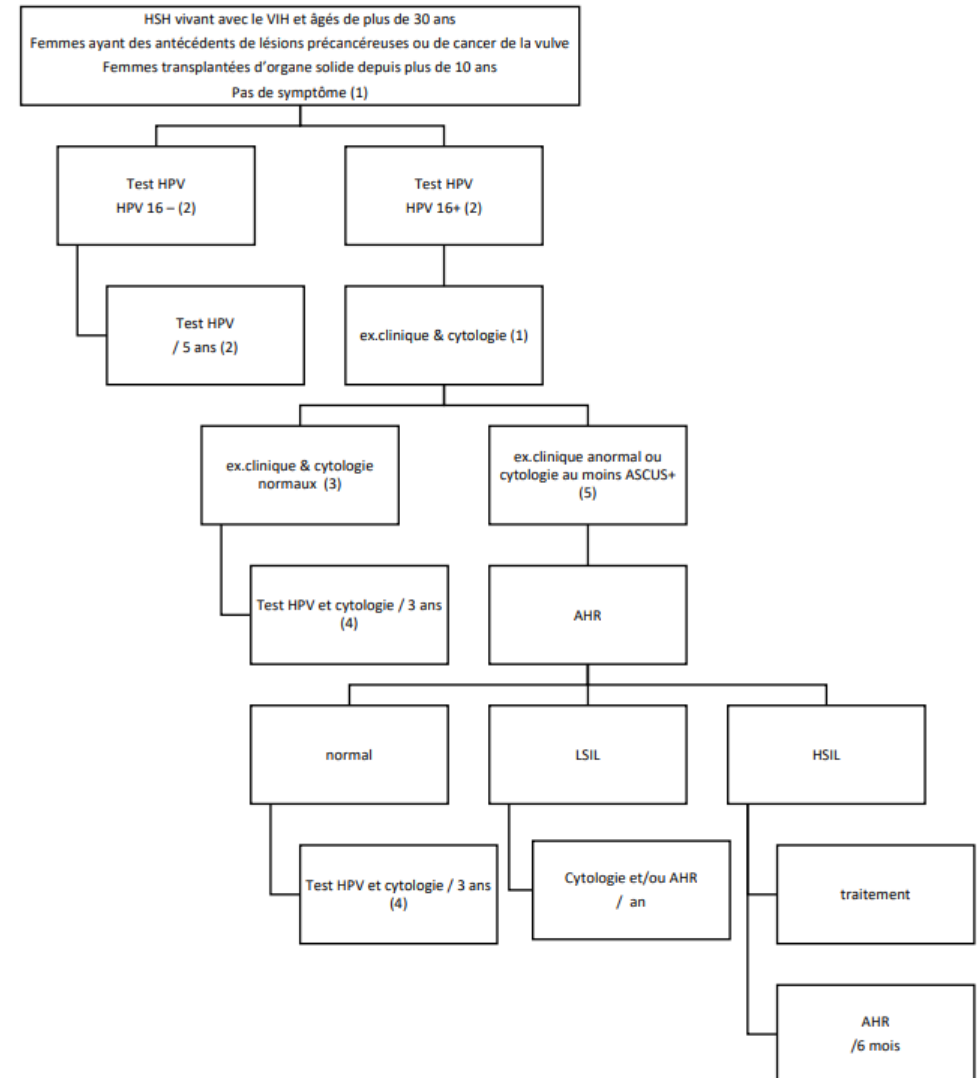 HSH vivant avec le VIH et âgés de plus de 30 ans
Femmes ayant des antécédents de lésions précancéreuses ou de cancer de la vulve
Femmes transplantées d'organe solide depuis plus de 10 ans
Pas de symptôme (1)
Test HPV
HPV 16 – (2)
Test HPV
HPV 16+ (2)
Test HPV
/ 5 ans (2)
ex.clinique & cytologie (1)
ex.clinique & cytologie
normaux (3)
ex.clinique anormal ou
cytologie au moins ASCUS+
(5)
Test HPV et cytologie / 3 ans
(4)
AHR
normal
LSIL
HSIL
Test HPV et cytologie / 3 ans
(4)
Cytologie et/ou AHR
/ an
traitement
AHR
/6 mois